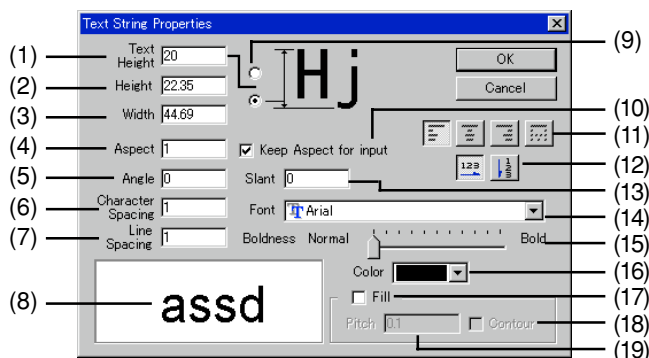 Text String Properties
(1) Text Height 20
(2) Height 22.35
(3) Width 44.69
(4) Aspect 1
(5) Angle 0
(6) Character Spacing 1
(7) Line Spacing 1
(8) assd
Hj
OK
Cancel
(9)
(10)
Keep Aspect for input
(11)
123
123
(12)
Slant 0
(13)
Font Arial
(14)
Boldness Normal Bold
(15)
Color
(16)
Fill
(17)
Pitch 0.1 Contour
(18)
(19)